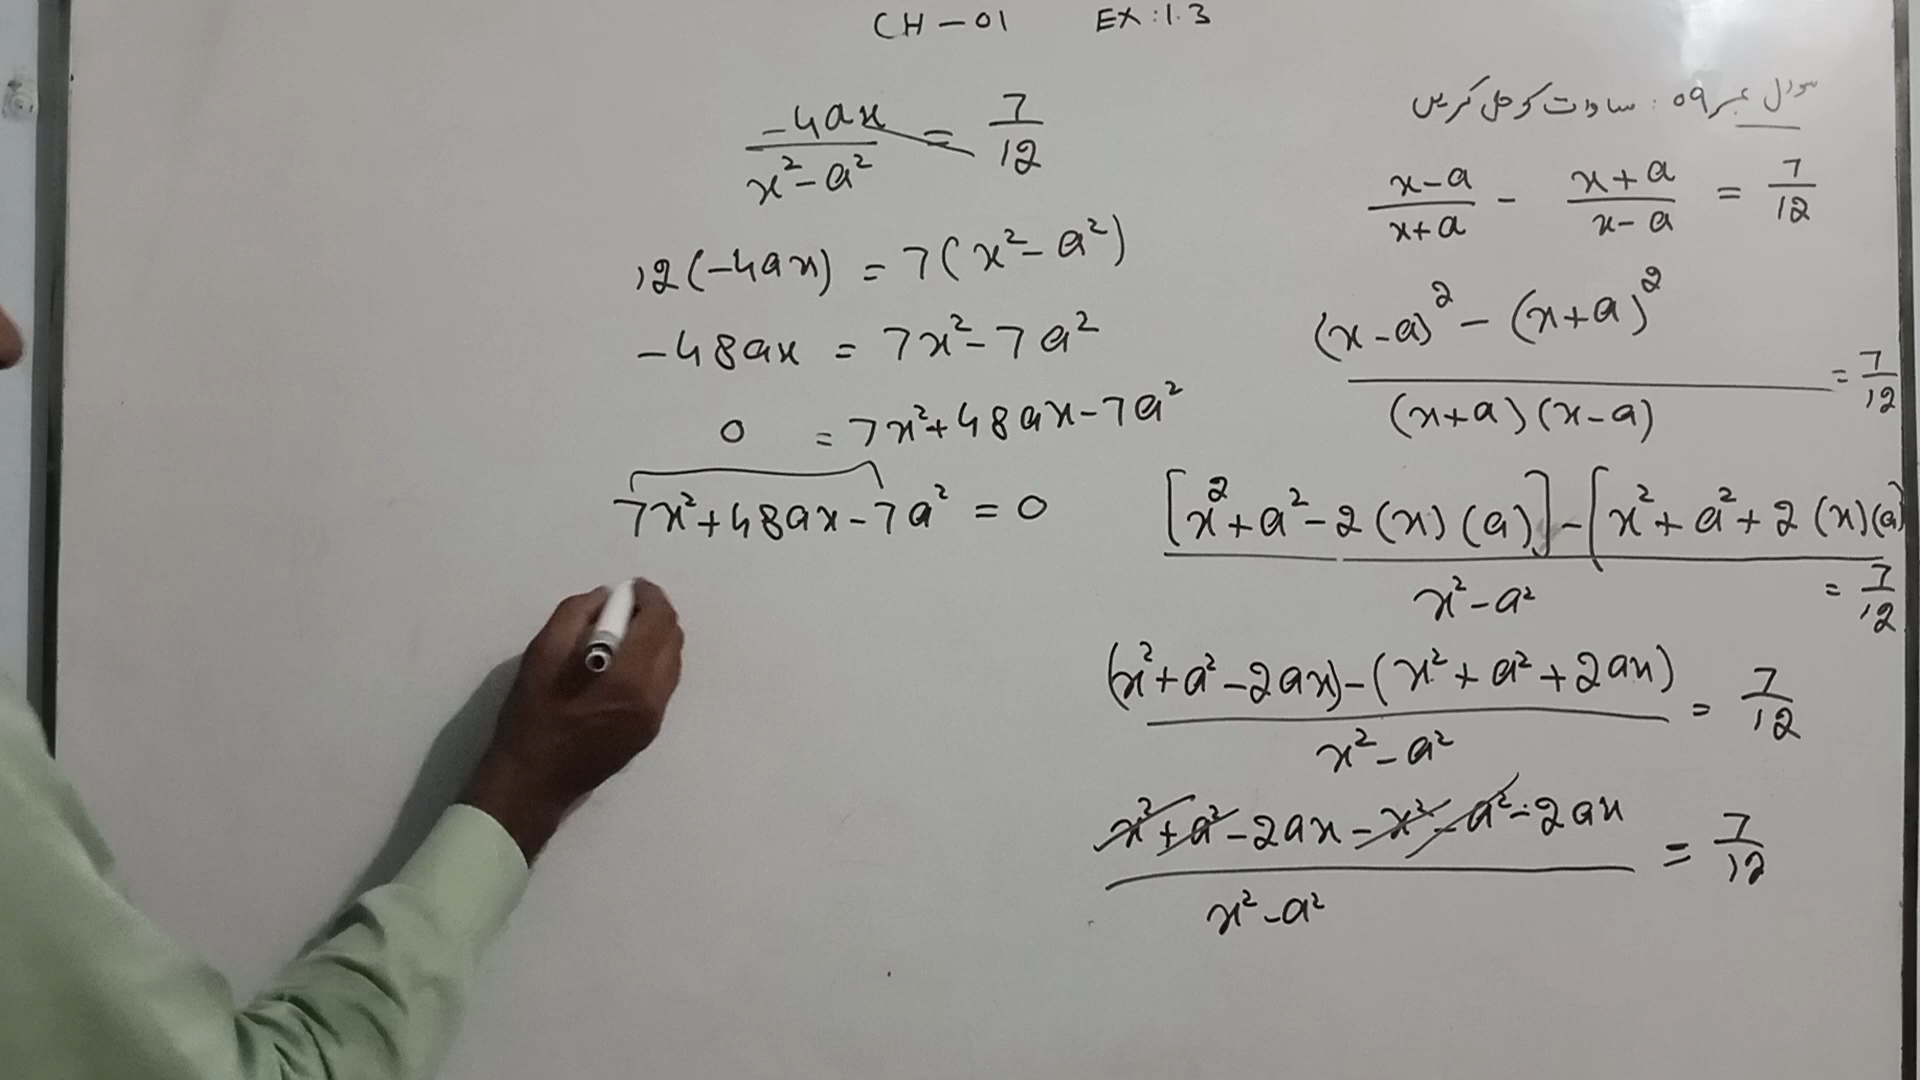 CH-01 EX:1.3
سوال نمبر 09: مساوات کو حل کریں
(x-a)/(x+a) - (x+a)/(x-a) = 7/12
((x-a)² - (x+a)²)/((x+a)(x-a)) = 7/12
([x²+a²-2(x)(a)]-[x²+a²+2(x)(a)])/(x²-a²) = 7/12
((x²+a²-2ax)-(x²+a²+2ax))/(x²-a²) = 7/12
(x²+a²-2ax-x²-a²-2ax)/(x²-a²) = 7/12
-4ax/(x²-a²) = 7/12
12(-4ax) = 7(x²-a²)
-48ax = 7x²-7a²
0 = 7x²+48ax-7a²
7x²+48ax-7a² = 0